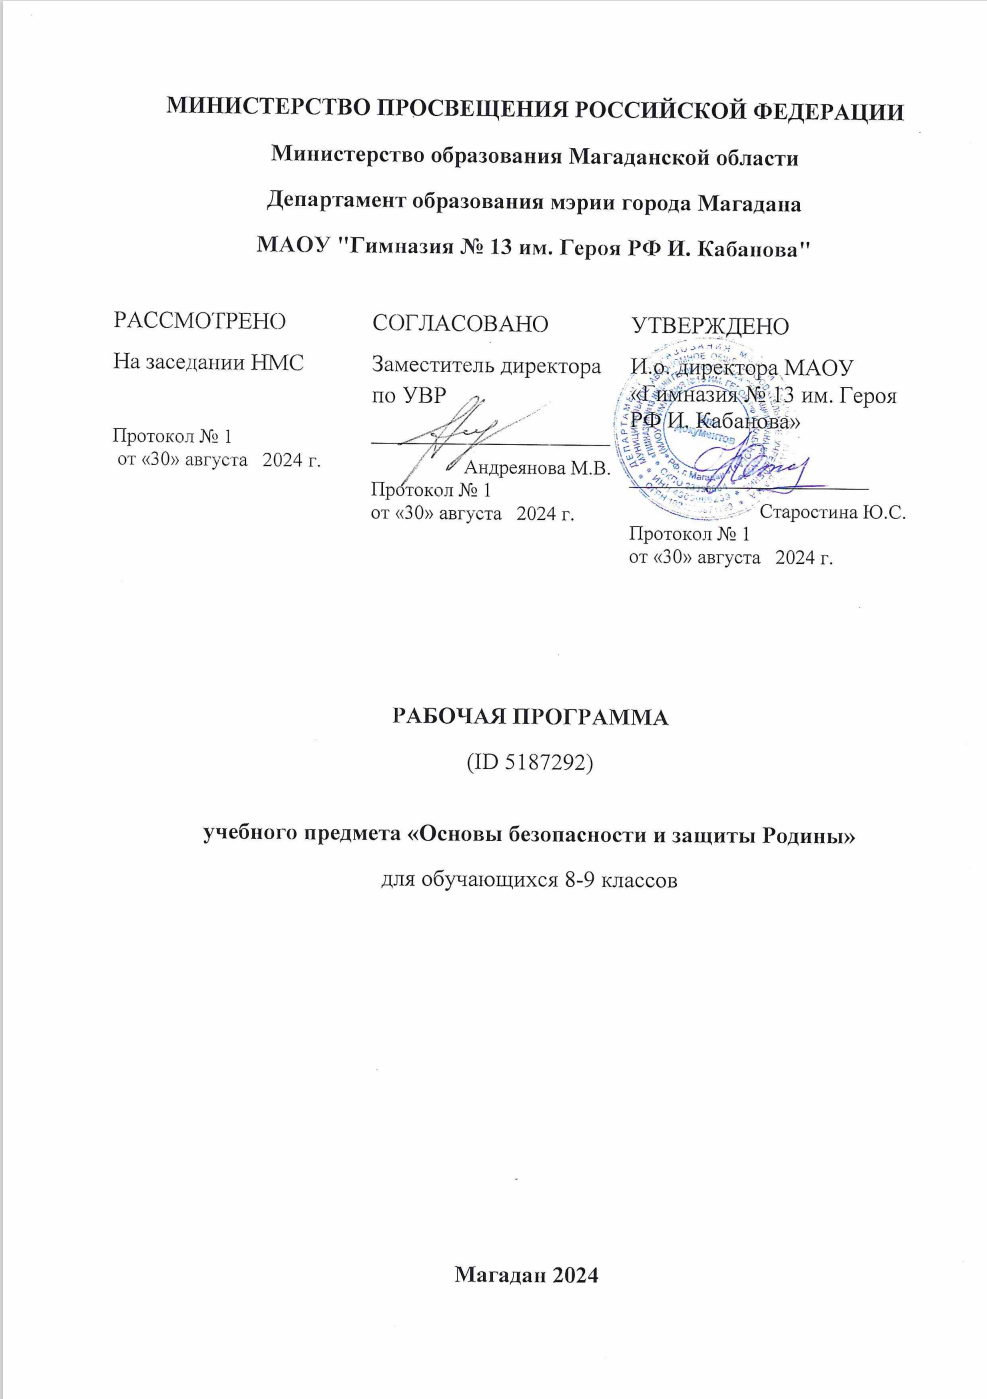 МИНИСТЕРСТВО ПРОСВЕЩЕНИЯ РОССИЙСКОЙ ФЕДЕРАЦИИ
Министерство образования Магаданской области
Департамент образования мэрии города Магадана
МАОУ "Гимназия № 13 им. Героя РФ И. Кабанова"
РАССМОТРЕНО
На заседании НМС
Протокол № 1
от «30» августа 2024 г.
СОГЛАСОВАНО
Заместитель директора
по УВР
Андреянова М.В.
Протокол № 1
от «30» августа 2024 г.
УТВЕРЖДЕНО
И.о. директора МАОУ
«Гимназия № 13 им. Героя
РФ И. Кабанова»
документов
Старостина Ю.С.
Протокол № 1
от «30» августа 2024 г.
РАБОЧАЯ ПРОГРАММА
(ID 5187292)
учебного предмета «Основы безопасности и защиты Родины»
для обучающихся 8-9 классов
Магадан 2024